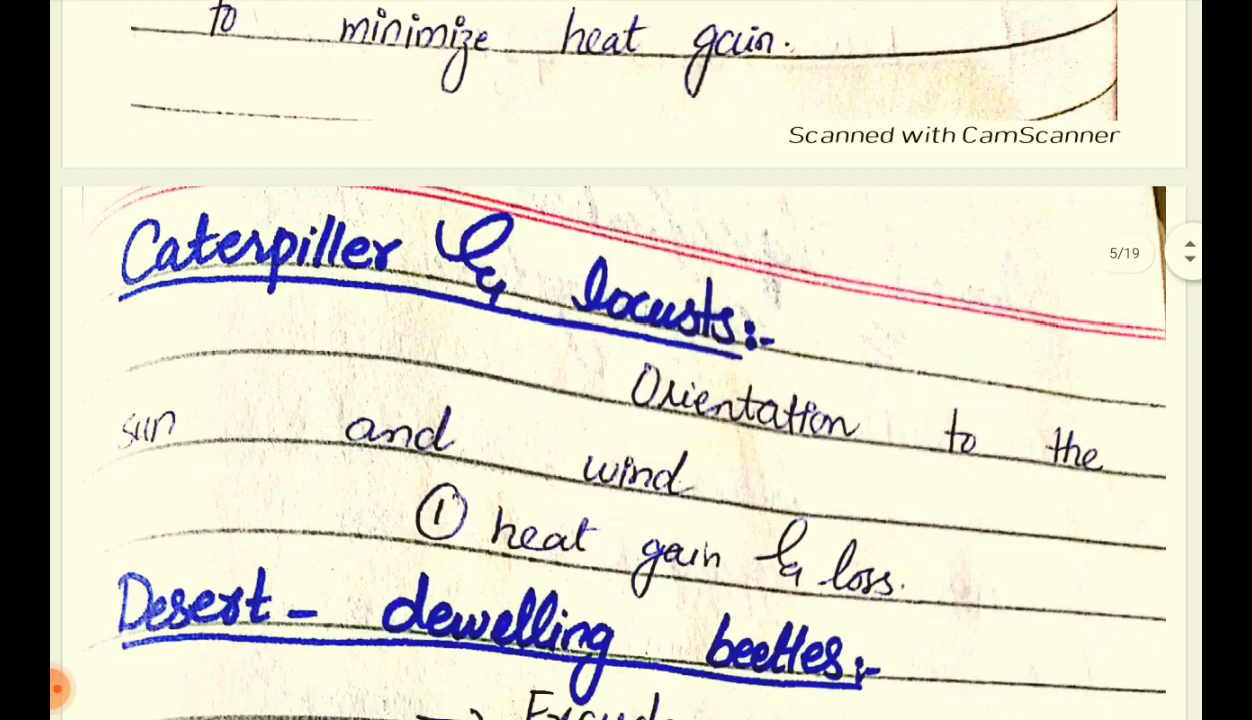 to minimize heat gain.
Scanned with CamScanner
5/19
Caterpiller & locusts:-
Orientation to the
sun and wind
① heat gain & loss.
Desert - dewelling beetles:-